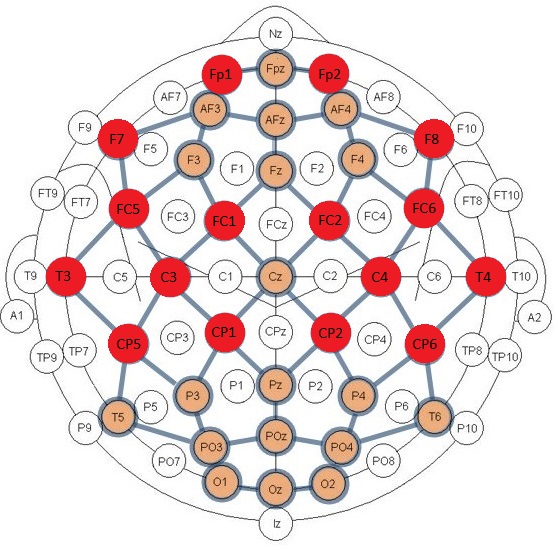 Nz
Fp1 Fpz Fp2
AF7 AF3 AFz AF4 AF8
F9 F7 F5 F3 F1 Fz F2 F4 F6 F8 F10
FT9 FT7 FC5 FC3 FC1 FCz FC2 FC4 FC6 FT8 FT10
T9 T3 C5 C3 C1 Cz C2 C4 C6 T4 T10
A1 A2
TP9 TP7 CP5 CP3 CP1 CPz CP2 CP4 CP6 TP8 TP10
P9 T5 P5 P3 P1 Pz P2 P4 P6 T6 P10
PO7 PO3 POz PO4 PO8
O1 Oz O2
Iz